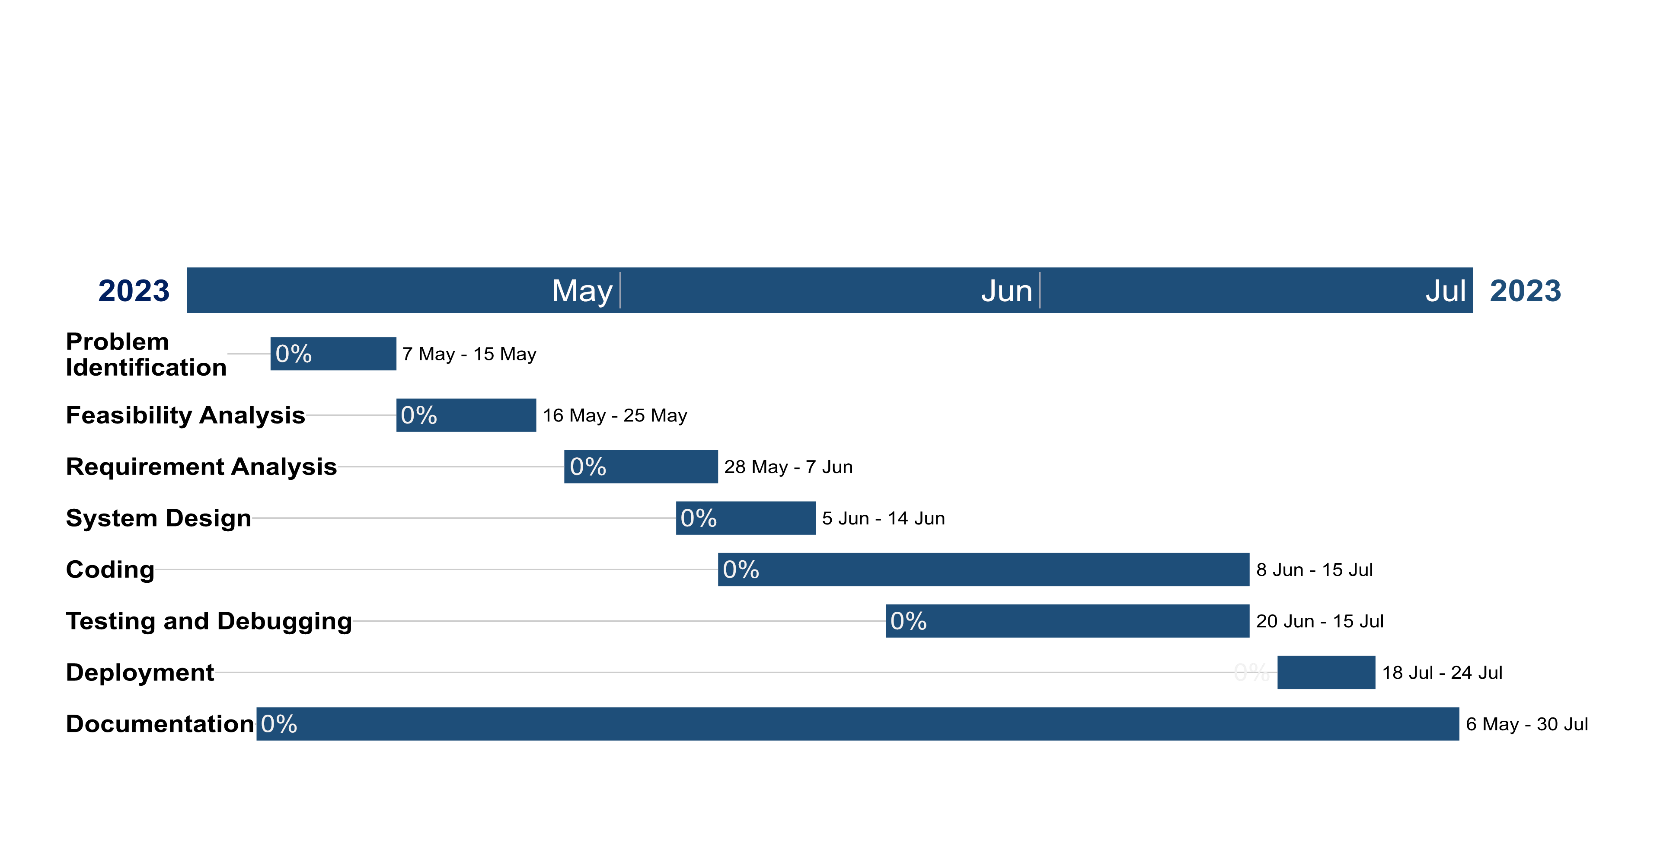 2023 May Jun Jul 2023
Problem
Identification
0% 7 May - 15 May
Feasibility Analysis 0% 16 May - 25 May
Requirement Analysis 0% 28 May - 7 Jun
System Design 0% 5 Jun - 14 Jun
Coding 0% 8 Jun - 15 Jul
Testing and Debugging 0% 20 Jun - 15 Jul
Deployment 0% 18 Jul - 24 Jul
Documentation 0% 6 May - 30 Jul